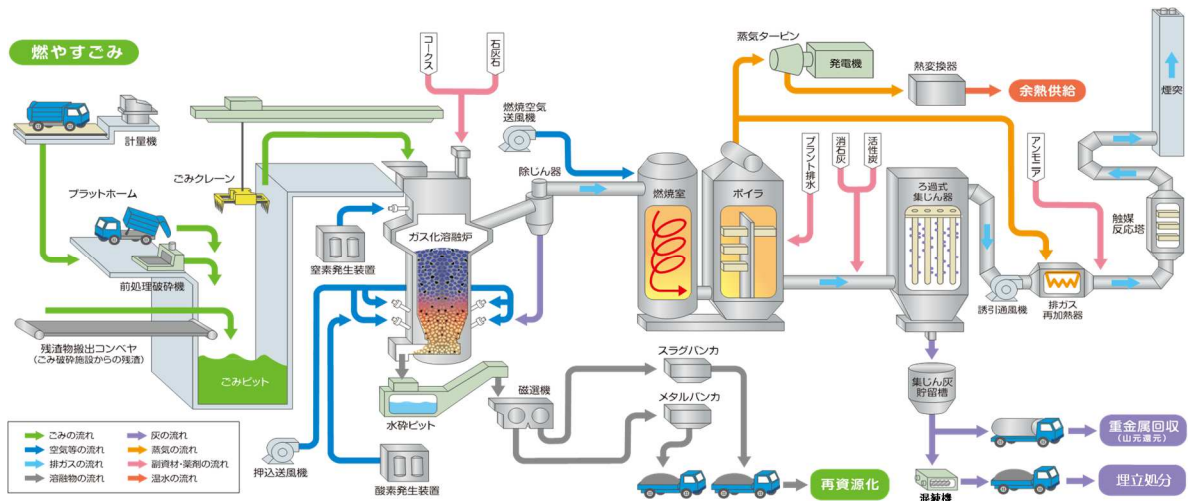 燃やすごみ
計量機
プラットホーム
ごみクレーン
前処理破砕機
残渣物搬出コンベヤ
(ごみ破砕施設からの残渣)
ごみピット
コークス
石灰石
ガス化溶融炉
窒素発生装置
除じん器
燃焼空気
送風機
燃焼室
ボイラ
蒸気タービン
発電機
熱変換器
余熱供給
プラント排水
消石灰
活性炭
ろ過式
集じん器
アンモニア
煙突
触媒
反応塔
誘引通風機
排ガス
再加熱器
水砕ピット
磁選機
スラグバンカ
メタルバンカ
集じん灰
貯留槽
重金属回収
(山元還元)
混練機
埋立処分
再資源化
押込送風機
酸素発生装置
ごみの流れ
空気等の流れ
排ガスの流れ
溶融物の流れ
灰の流れ
蒸気の流れ
副資材・薬剤の流れ
温水の流れ